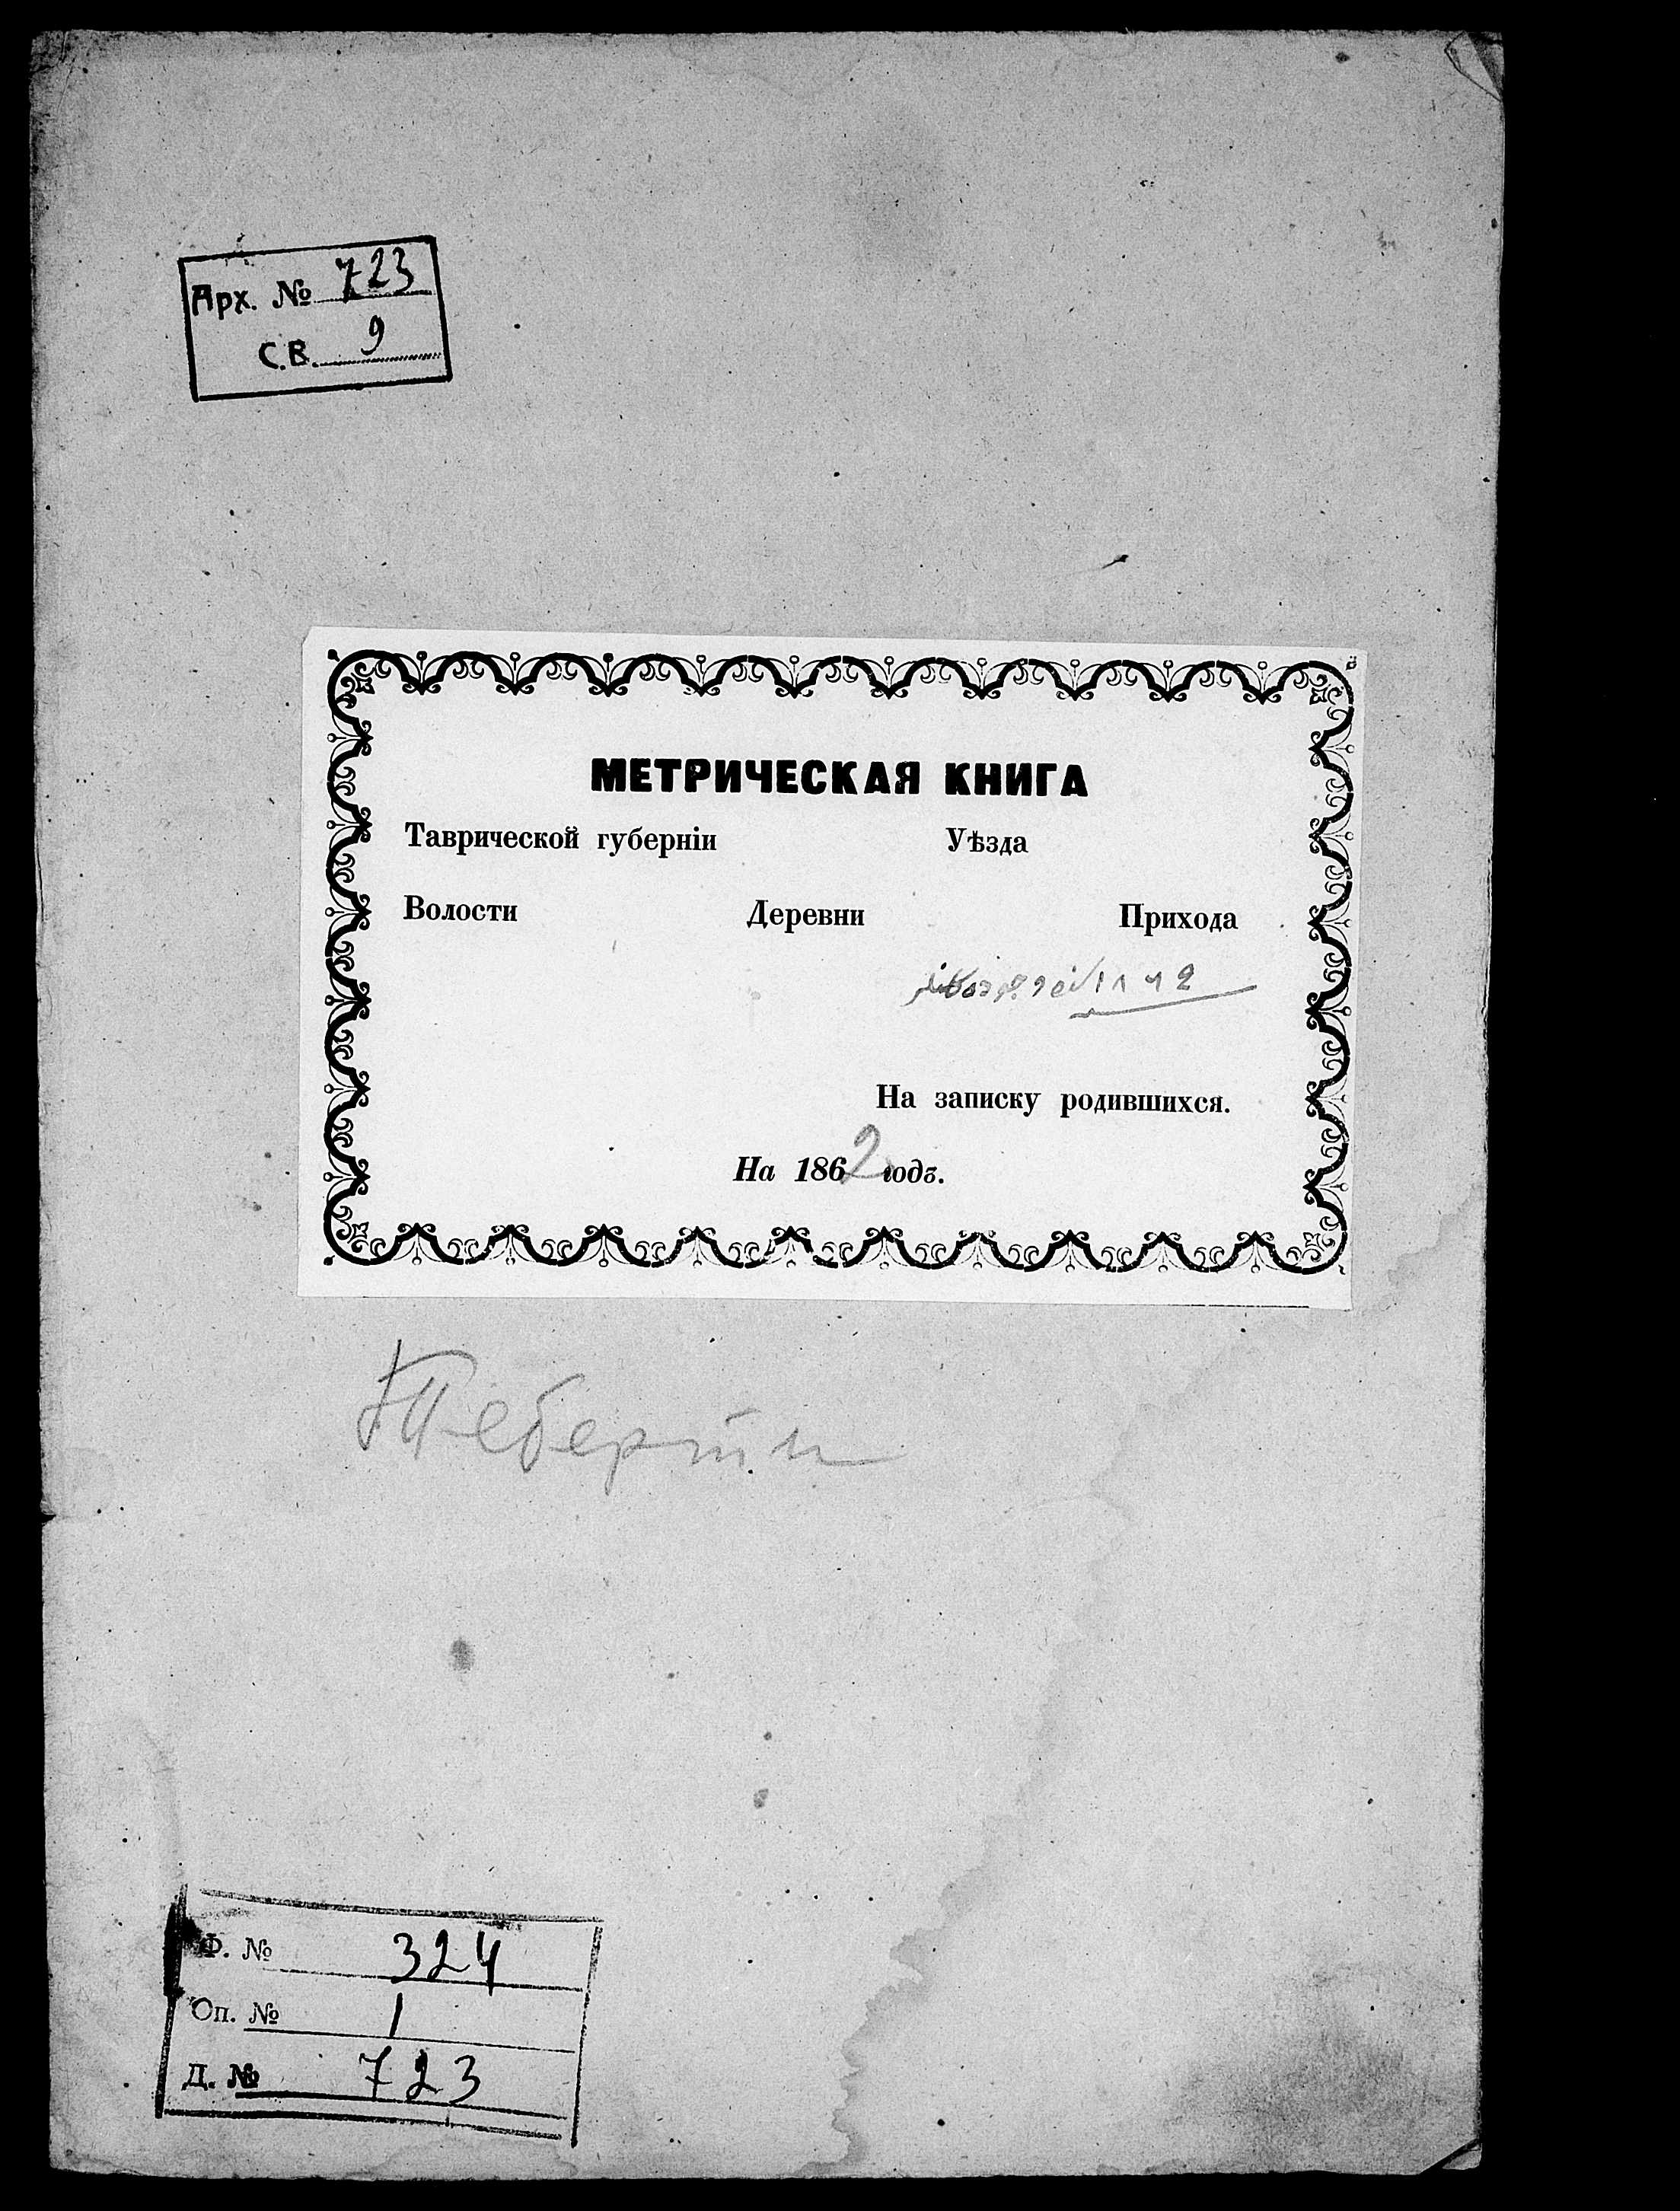 Арх. № 723
С.В. 9
МЕТРИЧЕСКАЯ КНИГА
Таврической губерніи Уѣзда
Волости Деревни Прихода
На записку родившихся.
На 1862 годъ.
Ф. № 324
Оп. № 1
Д. № 723